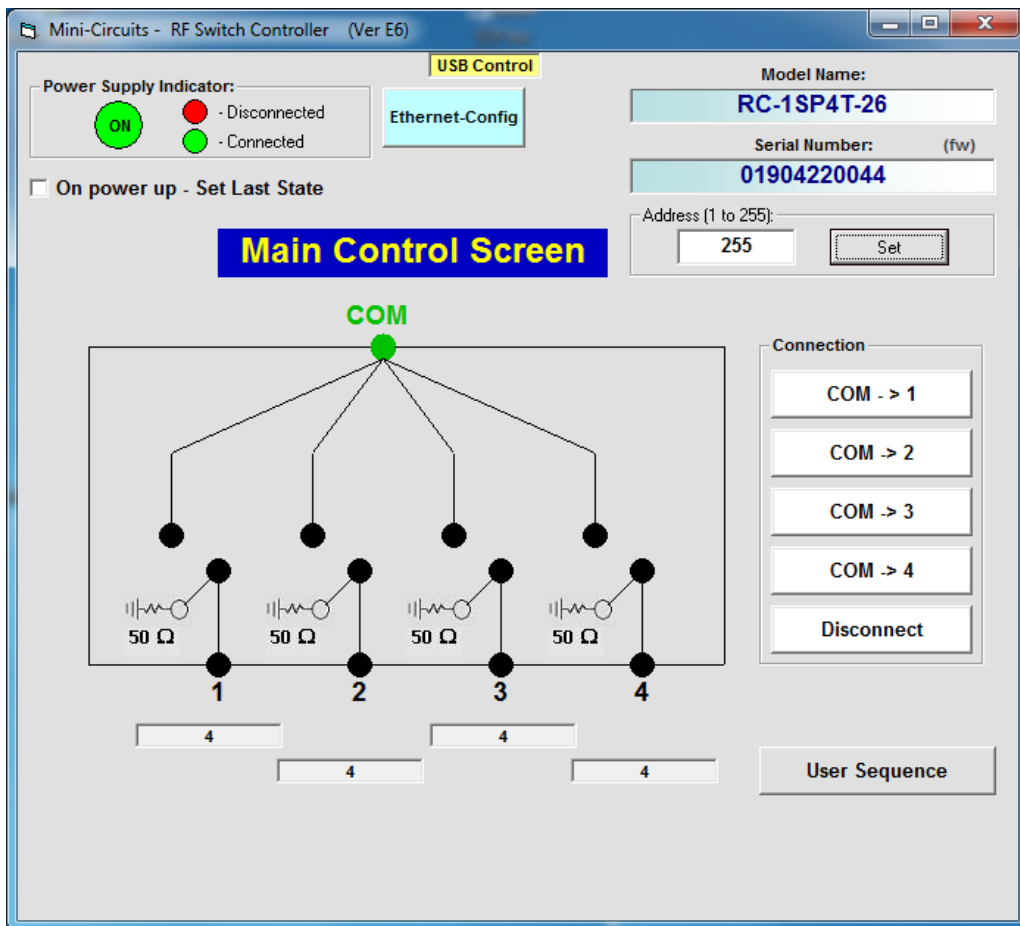 Mini-Circuits - RF Switch Controller (Ver E6)
USB Control
Power Supply Indicator:
ON
- Disconnected
- Connected
Ethernet-Config
Model Name:
RC-1SP4T-26
Serial Number: (fw)
01904220044
On power up - Set Last State
Address (1 to 255):
255
Set
Main Control Screen
COM
Connection
COM - > 1
COM -> 2
COM -> 3
COM -> 4
Disconnect
50 Ω 50 Ω 50 Ω 50 Ω
1 2 3 4
4 4
4 4
User Sequence